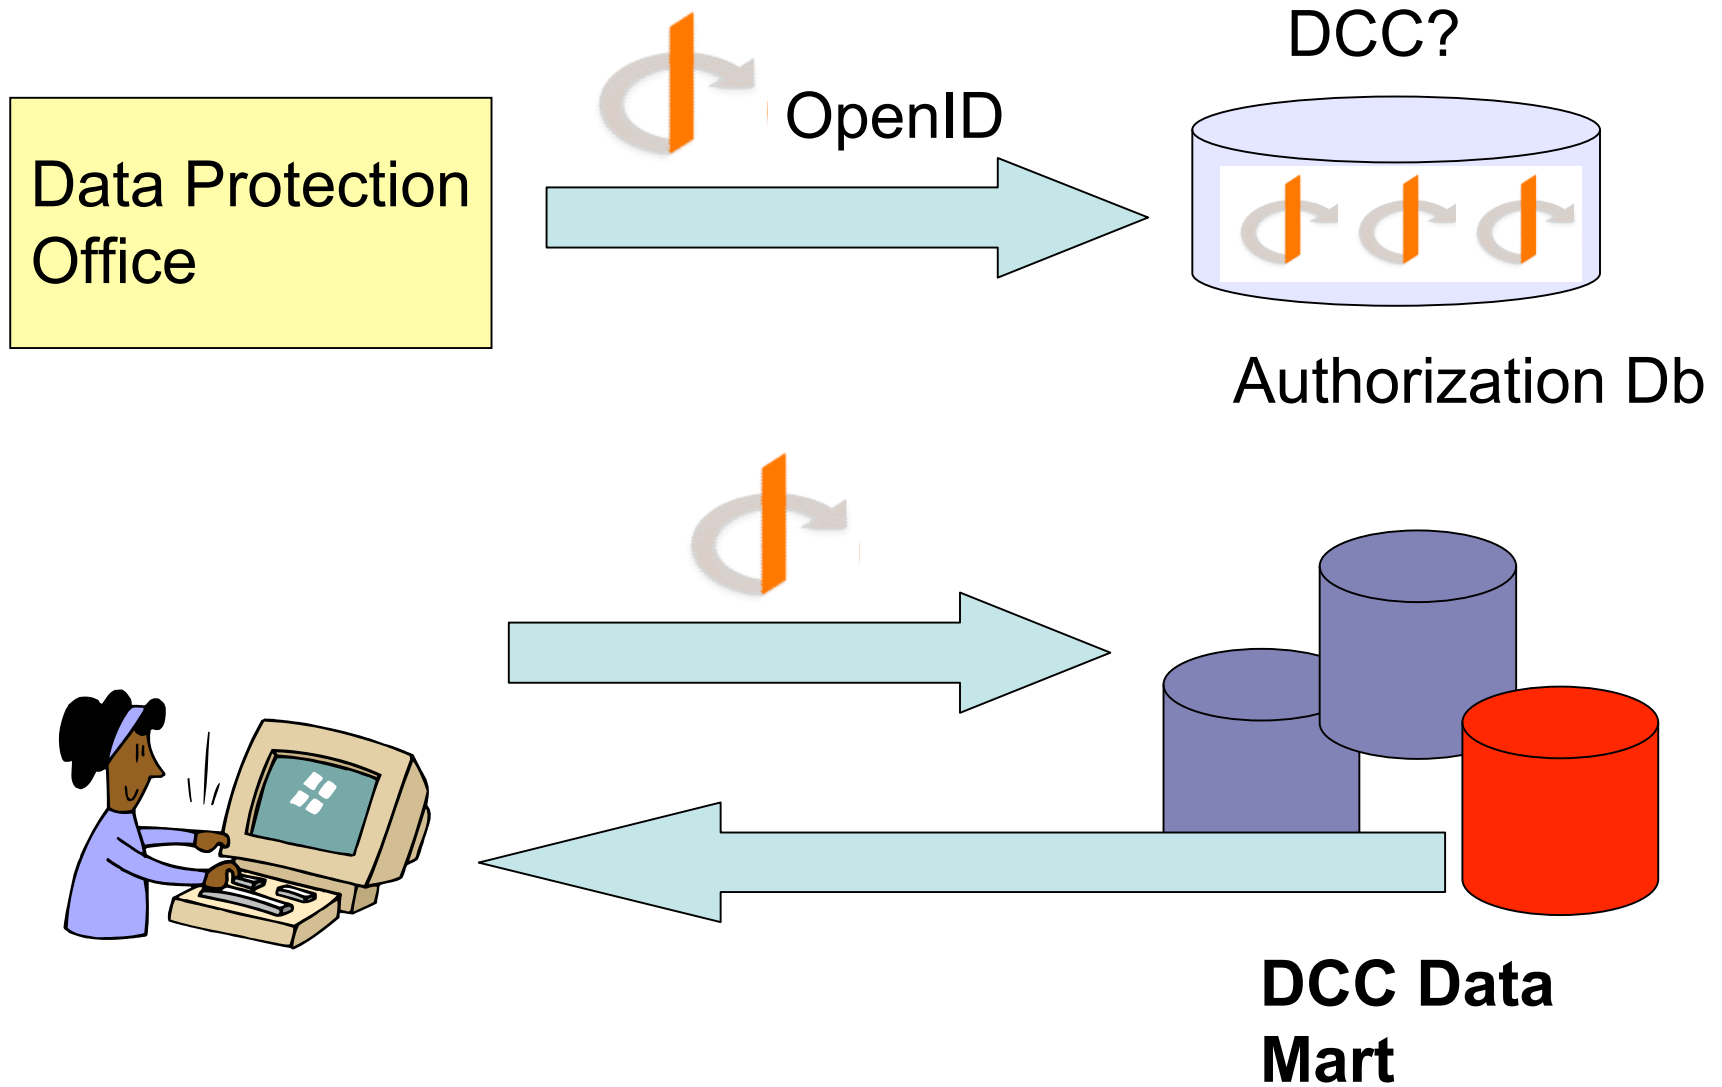 DCC?
OpenID
Data Protection
Office
Authorization Db
DCC Data
Mart